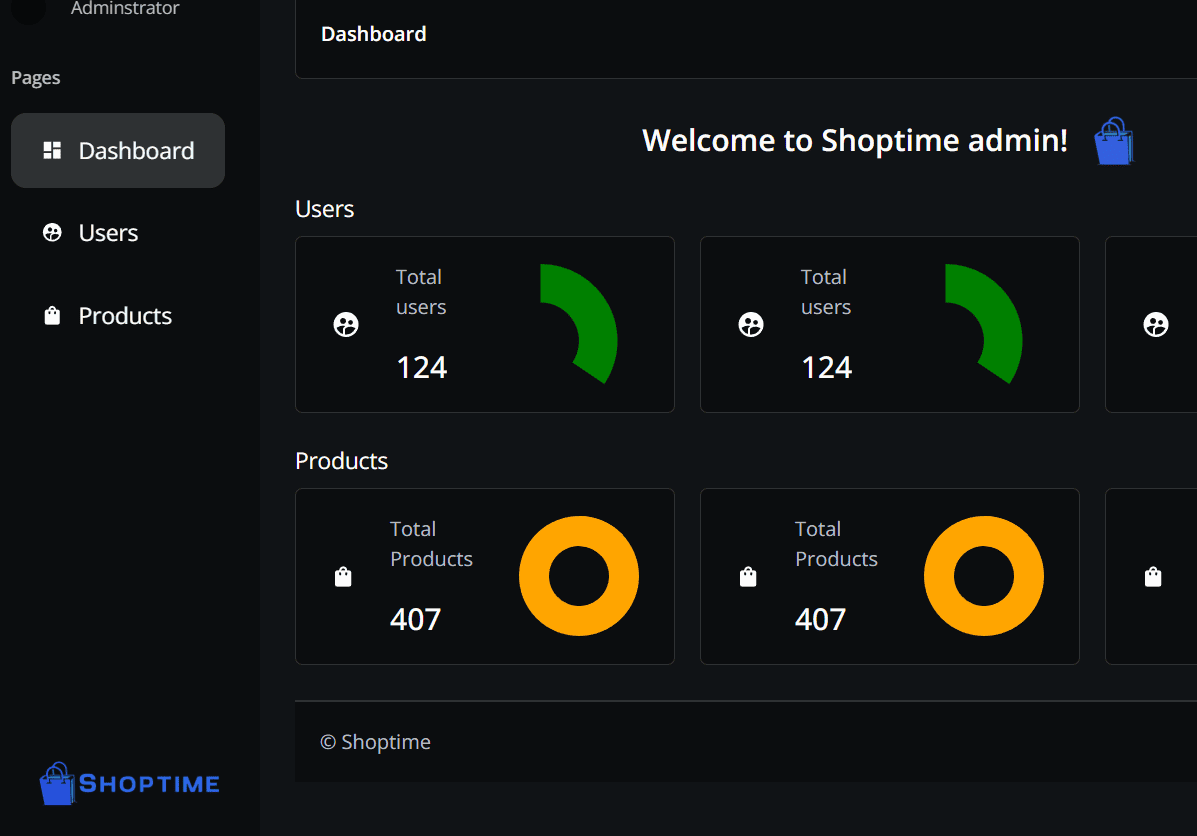 Adminstrator
Pages
Dashboard
Users
Products
SHOPTIME
Dashboard
Welcome to Shoptime admin!
Users
Total
users
124
Total
users
124
Products
Total
Products
407
Total
Products
407
© Shoptime